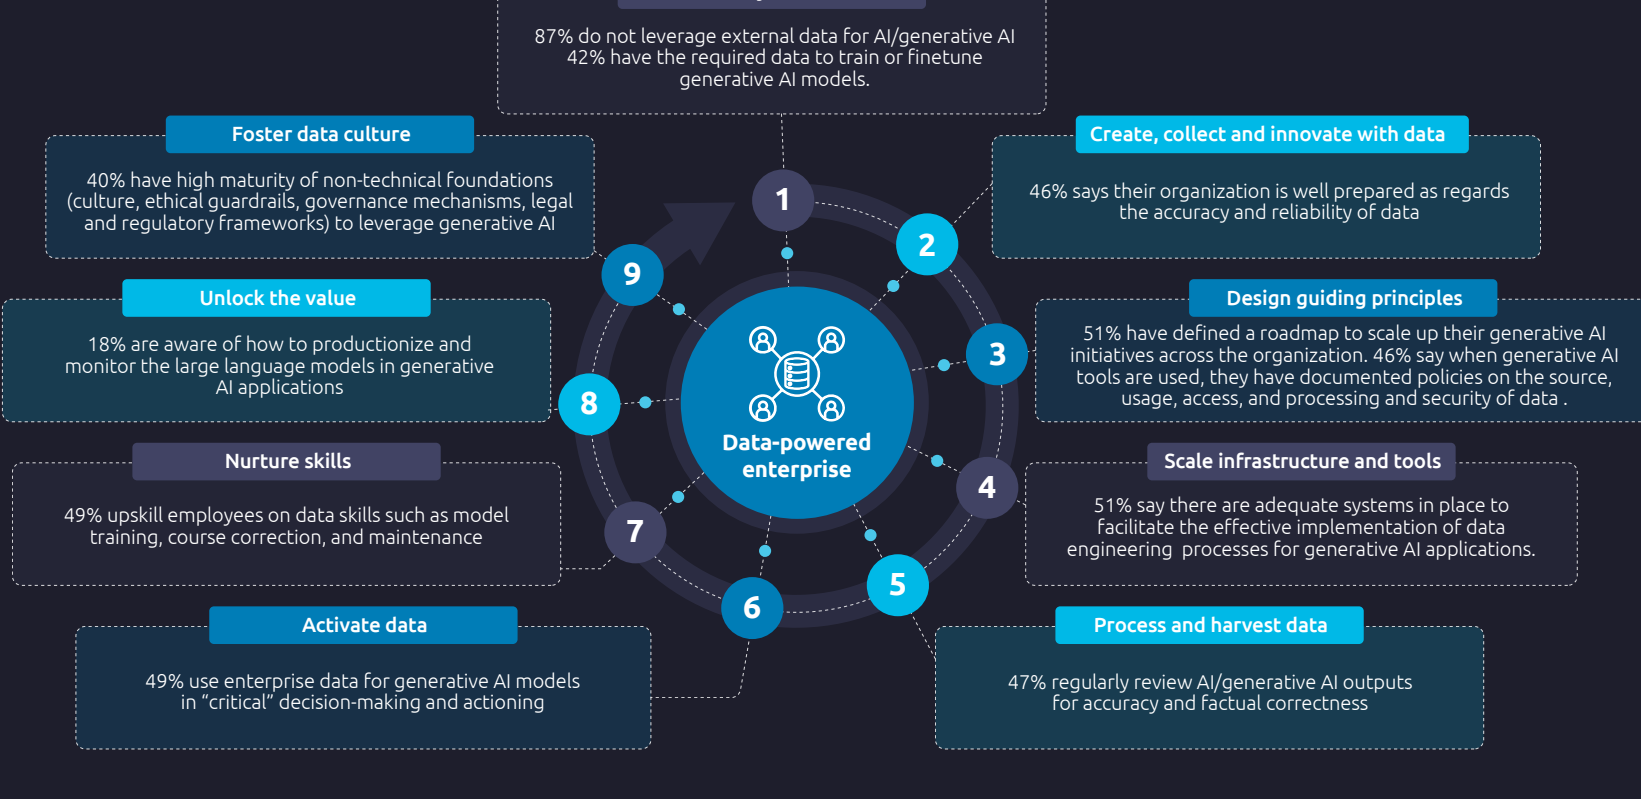 87% do not leverage external data for AI/generative AI
42% have the required data to train or finetune
generative AI models.
Foster data culture
40% have high maturity of non-technical foundations
(culture, ethical guardrails, governance mechanisms, legal
and regulatory frameworks) to leverage generative AI
Create, collect and innovate with data
46% says their organization is well prepared as regards
the accuracy and reliability of data
1
2
9
Unlock the value
18% are aware of how to productionize and
monitor the large language models in generative
AI applications
Design guiding principles
51% have defined a roadmap to scale up their generative AI
initiatives across the organization. 46% say when generative AI
tools are used, they have documented policies on the source,
usage, access, and processing and security of data .
3
8
Data-powered
enterprise
Nurture skills
49% upskill employees on data skills such as model
training, course correction, and maintenance
Scale infrastructure and tools
51% say there are adequate systems in place to
facilitate the effective implementation of data
engineering  processes for generative AI applications.
4
7
5
6
Activate data
49% use enterprise data for generative AI models
in “critical” decision-making and actioning
Process and harvest data
47% regularly review AI/generative AI outputs
for accuracy and factual correctness